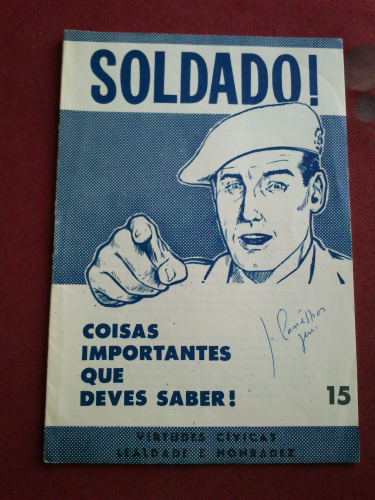 SOLDADO!
COISAS
IMPORTANTES
QUE
DEVES SABER!
15
VIRTUDES CÍVICAS
LEALDADE E HONRADEZ